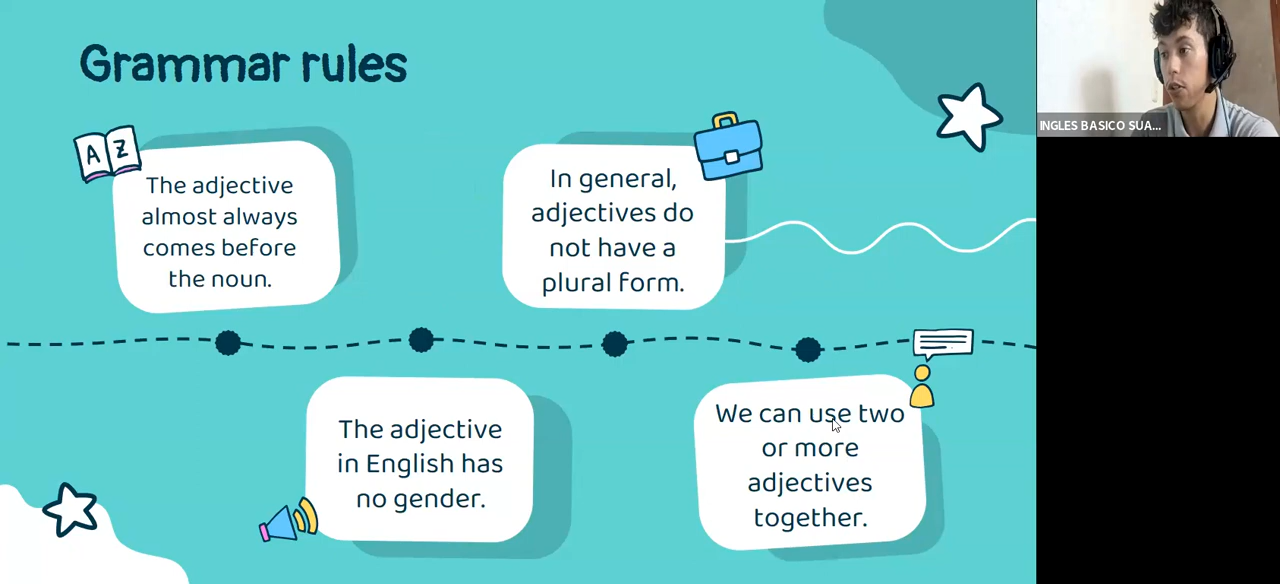 Grammar rules
A Z
The adjective
almost always
comes before
the noun.
In general,
adjectives do
not have a
plural form.
The adjective
in English has
no gender.
We can use two
or more
adjectives
together.
INGLES BASICO SUA...